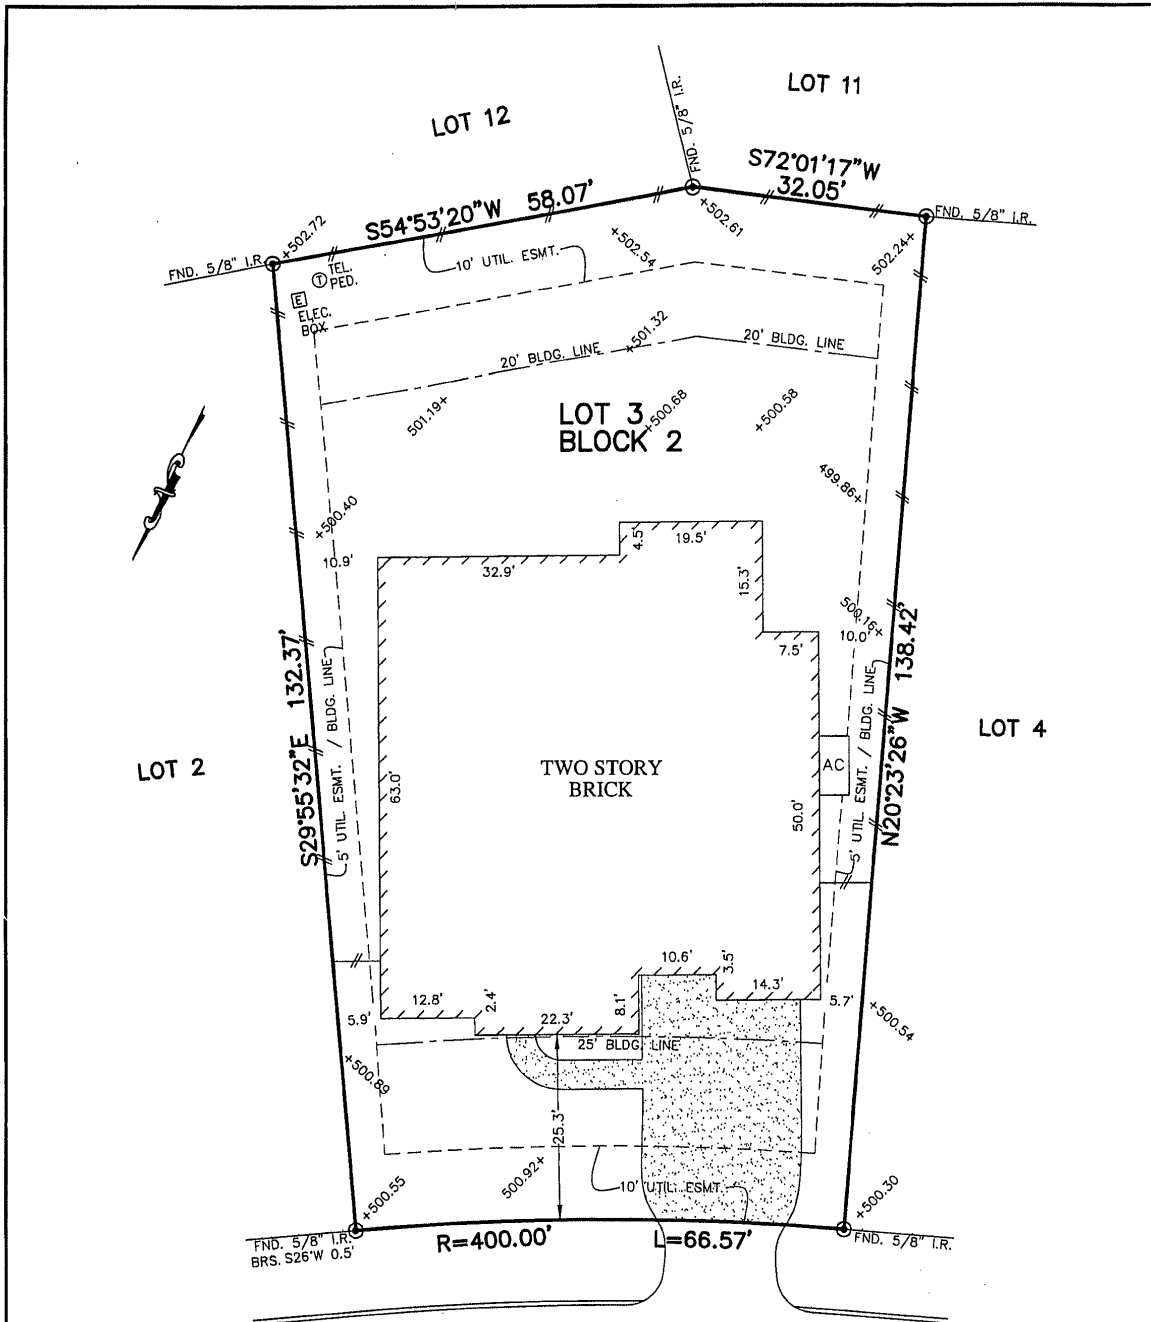 LOT 11
LOT 12
FND. 5/8" I.R.
S72°01'17"W
32.05'
S54°53'20"W 58.07'
FND. 5/8" I.R.
+502.61
+502.72
+502.54
502.24+
FND. 5/8" I.R.
TEL.
PED.
T
10' UTIL. ESMT.
E
ELEC.
BOX
+501.32
20' BLDG. LINE
20' BLDG. LINE
LOT 3
BLOCK 2
501.19+
+500.68
+500.58
499.86+
+500.40
10.9'
32.9'
4.5'
19.5'
15.3'
7.5'
500.16+
10.0'
S29°55'32"E 132.37'
5' UTIL. ESMT. / BLDG. LINE
63.0'
TWO STORY
BRICK
AC
50.0'
5' UTIL. ESMT. / BLDG. LINE
N20°23'26"W 138.42'
LOT 2
LOT 4
10.6'
3.5'
14.3'
12.8'
2.4'
22.3'
8.1'
5.9'
5.7'
+500.54
25' BLDG. LINE
+500.89
25.3'
500.92+
10' UTIL. ESMT.
+500.55
+500.30
FND. 5/8" I.R.
BRS. S26°W 0.5'
R=400.00'
L=66.57'
FND. 5/8" I.R.